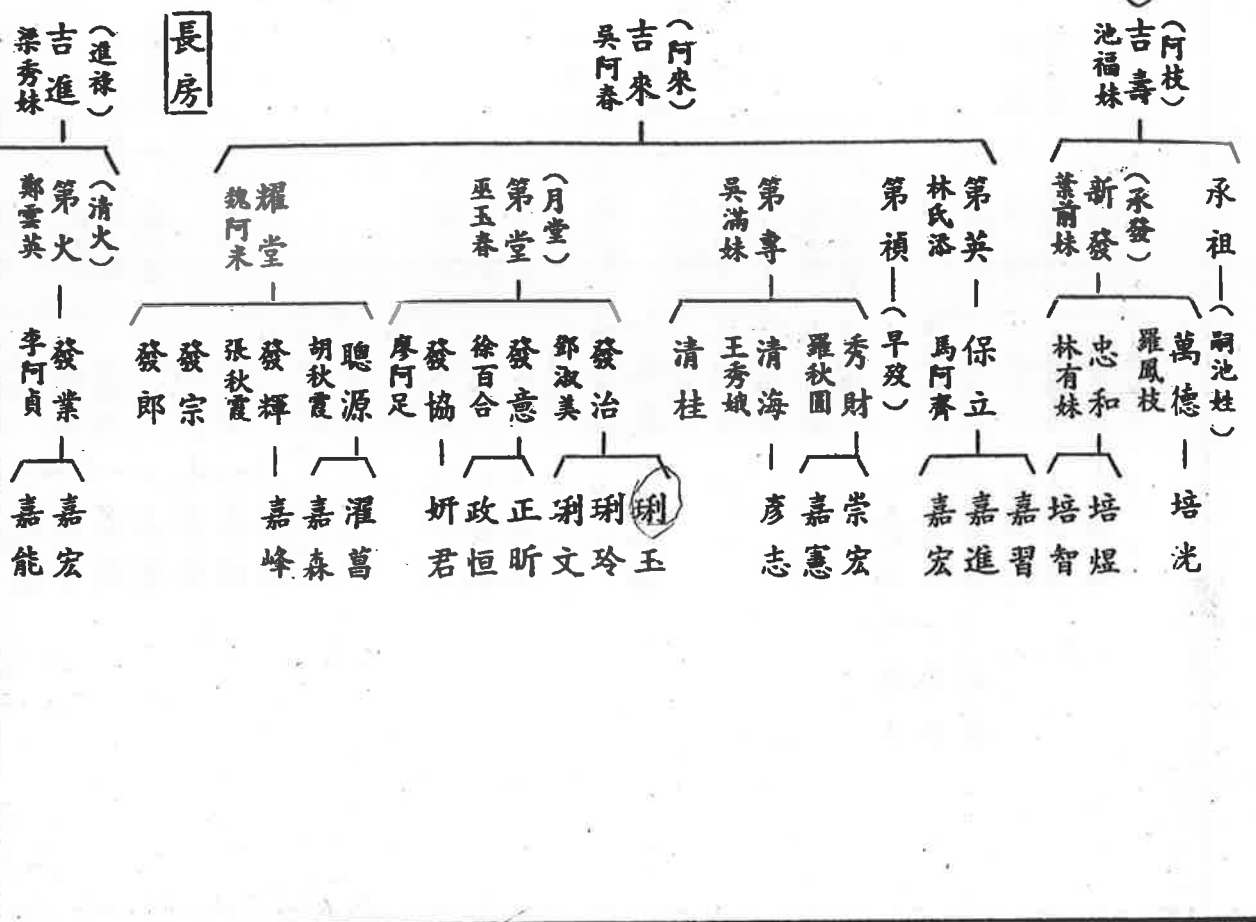 （阿枝）
吉壽
池福妹
（阿來）
吉來
吳阿春
長房
（進祿）
吉進
梁秀妹
承祖
（嗣池姓）
（承發）
新發
葉前妹
第英
林氏添
第禎
（早歿）
第專
吳滿妹
（月堂）
第堂
巫玉春
耀堂
魏阿来
（清火）
第火
鄭雲英
萬德
羅鳳枝
忠和
林有妹
保立
馬阿齊
秀財
羅秋圓
清海
王秀娥
清桂
發治
鄧淑美
發意
徐百合
發協
廖阿足
聰源
胡秋霞
發輝
張秋霞
發宗
發郎
發業
李阿貞
培洸
培煜
培智
嘉習
嘉進
嘉宏
崇宏
嘉憲
彥志
琍玉
琍玲
琍文
正昕
政恒
妍君
濯菖
嘉森
嘉峰
嘉宏
嘉能